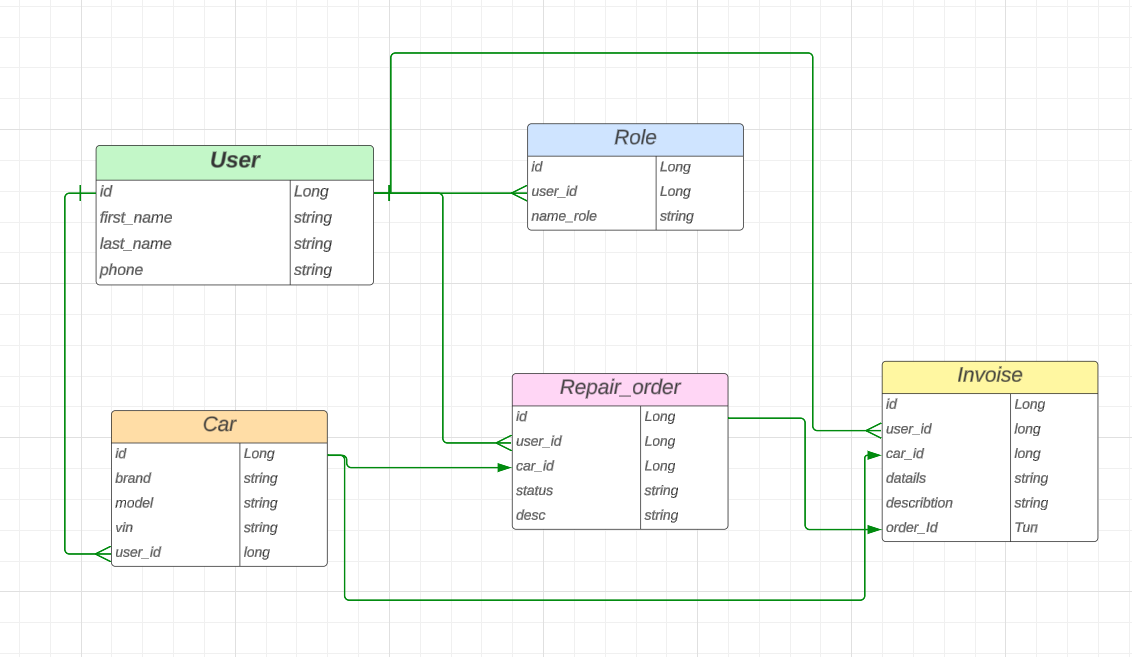 User
id Long
first_name string
last_name string
phone string
Role
id Long
user_id Long
name_role string
Car
id Long
brand string
model string
vin string
user_id long
Repair_order
id Long
user_id Long
car_id Long
status string
desc string
Invoise
id Long
user_id long
car_id long
datails string
describtion string
order_Id Тип